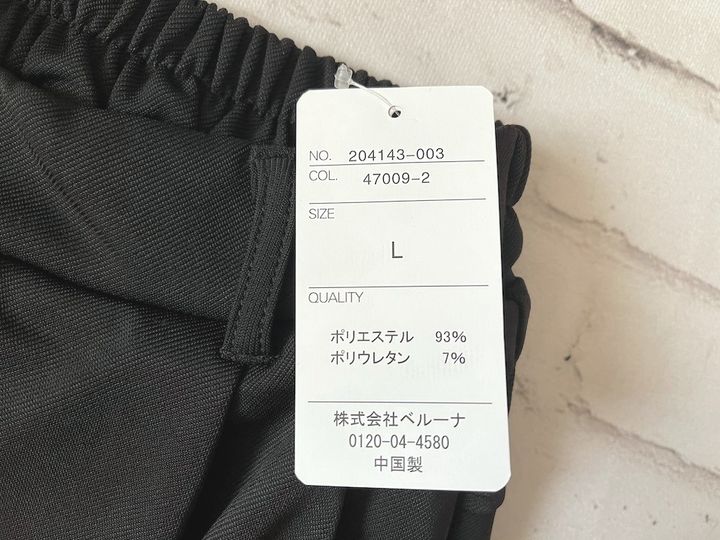 NO. 204143-003
COL. 47009-2
SIZE
L
QUALITY
ポリエステル 93%
ポリウレタン 7%
株式会社ベルーナ
0120-04-4580
中国製